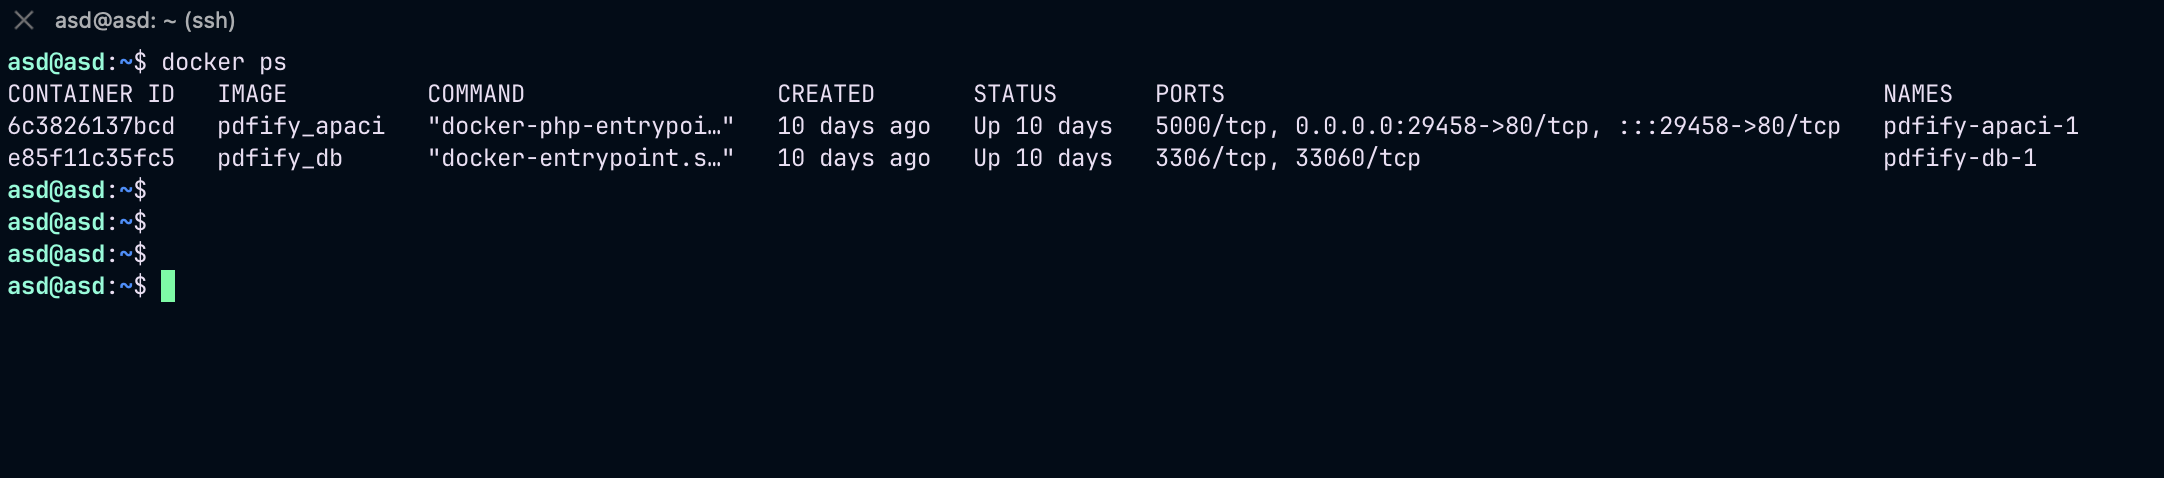 asd@asd: ~ (ssh)
asd@asd:~$ docker ps
CONTAINER ID   IMAGE          COMMAND                  CREATED       STATUS       PORTS                                               NAMES
6c3826137bcd   pdfify_apaci   "docker-php-entrypoi…"   10 days ago   Up 10 days   5000/tcp, 0.0.0.0:29458->80/tcp, :::29458->80/tcp   pdfify-apaci-1
e85f11c35fc5   pdfify_db      "docker-entrypoint.s…"   10 days ago   Up 10 days   3306/tcp, 33060/tcp                                 pdfify-db-1
asd@asd:~$
asd@asd:~$
asd@asd:~$
asd@asd:~$